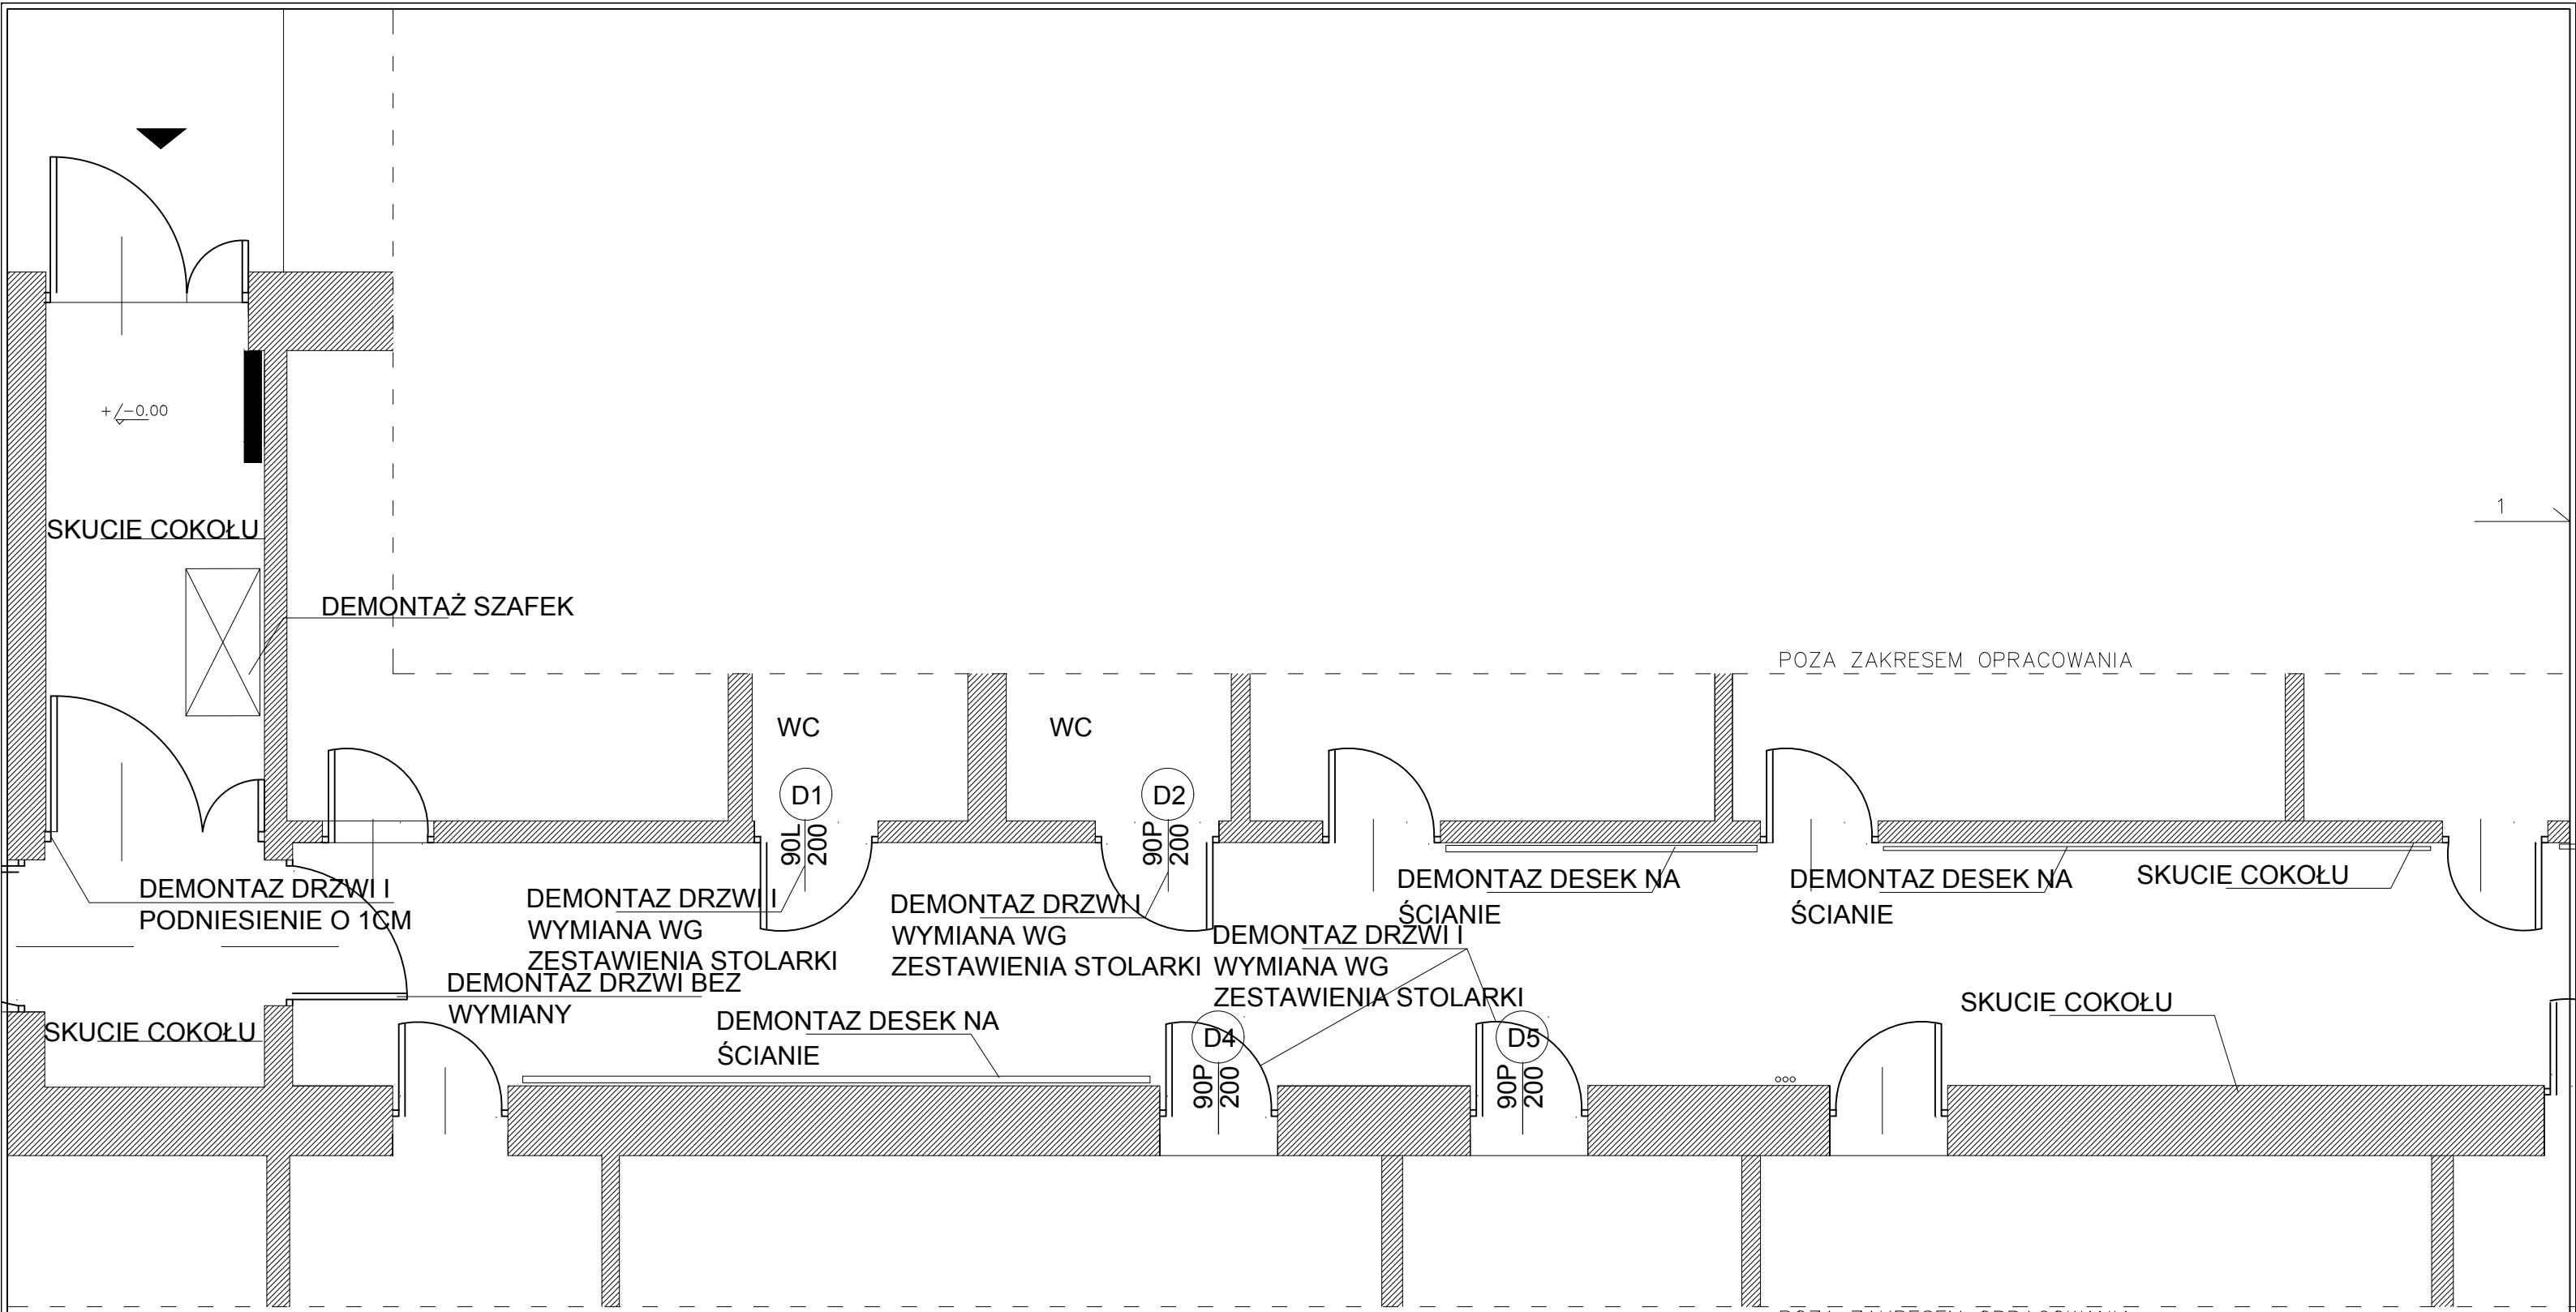 +/-0.00
SKUCIE COKOŁU
1
DEMONTAŻ SZAFEK
POZA ZAKRESEM OPRACOWANIA
WC
WC
D1
90L
200
D2
90P
200
DEMONTAZ DRZWI I
PODNIESIENIE O 1CM
DEMONTAZ DRZWI I
WYMIANA WG
ZESTAWIENIA STOLARKI
DEMONTAZ DRZWI I
WYMIANA WG
ZESTAWIENIA STOLARKI
DEMONTAZ DESEK NA
ŚCIANIE
DEMONTAZ DESEK NA
ŚCIANIE
SKUCIE COKOŁU
DEMONTAZ DRZWI I
WYMIANA WG
ZESTAWIENIA STOLARKI
DEMONTAZ DRZWI BEZ
WYMIANY
SKUCIE COKOŁU
DEMONTAZ DESEK NA
ŚCIANIE
SKUCIE COKOŁU
D4
90P
200
D5
90P
200
POZA ZAKRESEM OPRACOWANIA